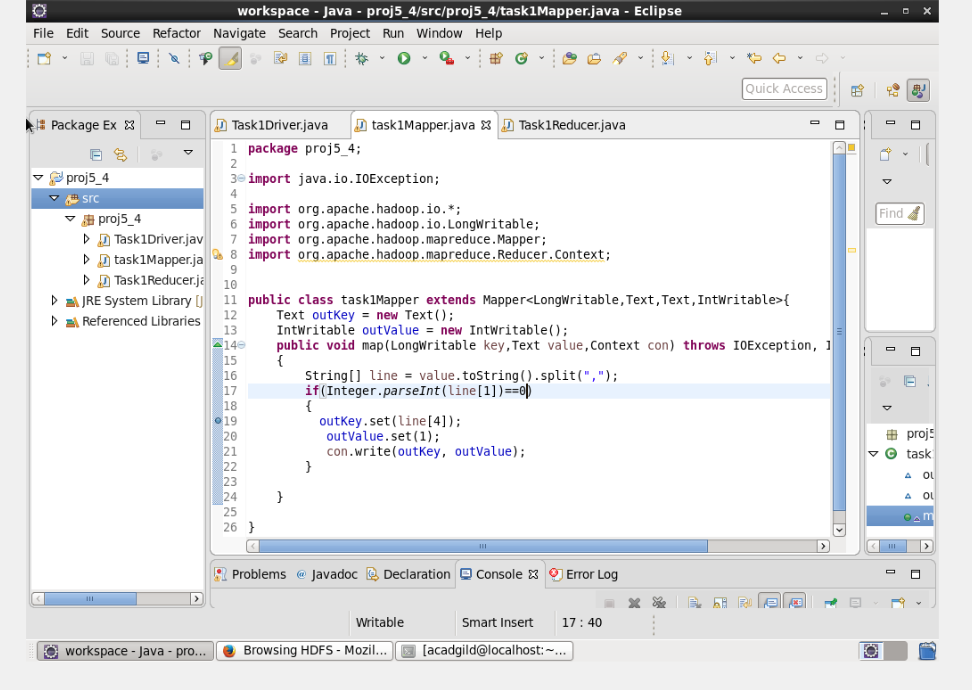 workspace - Java - proj5_4/src/proj5_4/task1Mapper.java - Eclipse
File Edit Source Refactor Navigate Search Project Run Window Help
Quick Access
Package Ex
Task1Driver.java task1Mapper.java Task1Reducer.java
proj5_4
src
proj5_4
Task1Driver.jav
task1Mapper.ja
Task1Reducer.ja
JRE System Library [J
Referenced Libraries
1 package proj5_4;
2
3 import java.io.IOException;
4
5 import org.apache.hadoop.io.*;
6 import org.apache.hadoop.io.LongWritable;
7 import org.apache.hadoop.mapreduce.Mapper;
8 import org.apache.hadoop.mapreduce.Reducer.Context;
9
10
11 public class task1Mapper extends Mapper<LongWritable,Text,Text,IntWritable>{
12 Text outKey = new Text();
13 IntWritable outValue = new IntWritable();
14 public void map(LongWritable key,Text value,Context con) throws IOException, I
15 {
16 String[] line = value.toString().split(",");
17 if(Integer.parseInt(line[1])==0)
18 {
19 outKey.set(line[4]);
20 outValue.set(1);
21 con.write(outKey, outValue);
22 }
23
24 }
25
26 }
Find
proj5
task
ou
ou
m
Problems @ Javadoc Declaration Console Error Log
Writable Smart Insert 17 : 40
workspace - Java - pro... Browsing HDFS - Mozil... [acadgild@localhost:~...